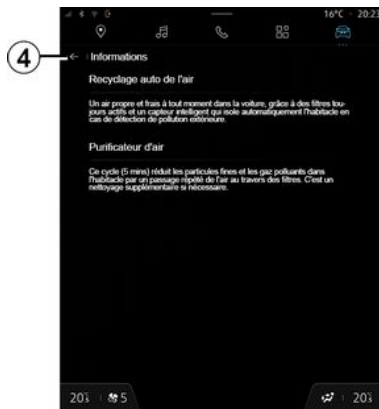 16°C 20:23
4
Informations
Recyclage auto de l'air
Un air propre et frais à tout moment dans la voiture, grâce à des filtres tou-
jours actifs et un capteur intelligent qui isole automatiquement l'habitacle en
cas de détection de pollution extérieure.
Purificateur d'air
Ce cycle (5 mins) réduit les particules fines et les gaz polluants dans
l'habitacle par un passage répété de l'air au travers des filtres. C'est un
nettoyage supplémentaire si nécessaire.
20 5 20